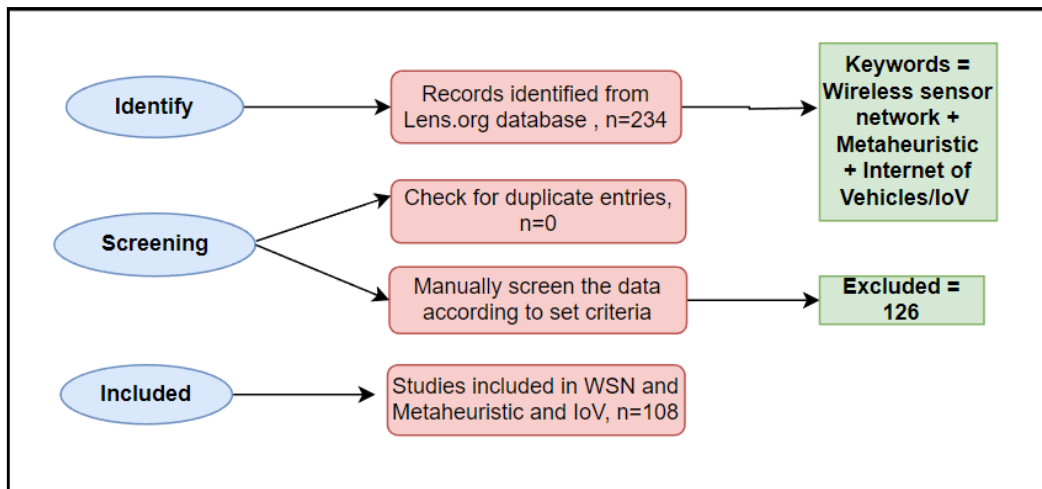 Identify
Records identified from
Lens.org database , n=234
Keywords =
Wireless sensor
network +
Metaheuristic
+ Internet of
Vehicles/IoV
Screening
Check for duplicate entries,
n=0
Manually screen the data
according to set criteria
Excluded =
126
Included
Studies included in WSN and
Metaheuristic and IoV, n=108